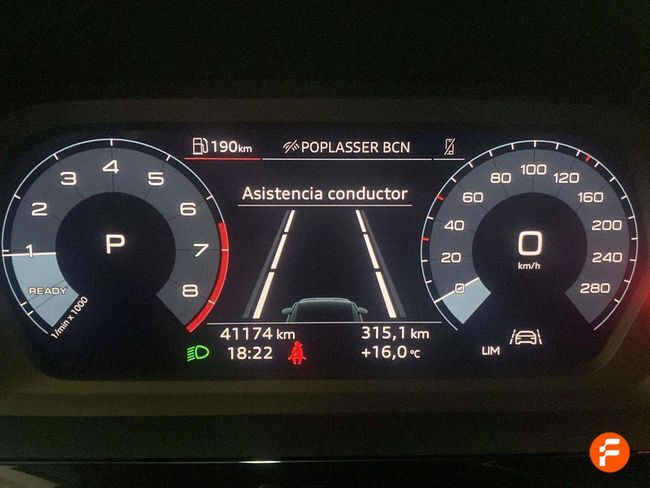 190km
POPLASSER BCN
Asistencia conductor
1
2
3
4
5
6
7
8
READY
1/min x 1000
P
0
20
40
60
80
100
120
160
200
280
0
km/h
41174 km
315,1 km
18:22
+16,0 °C
LIM